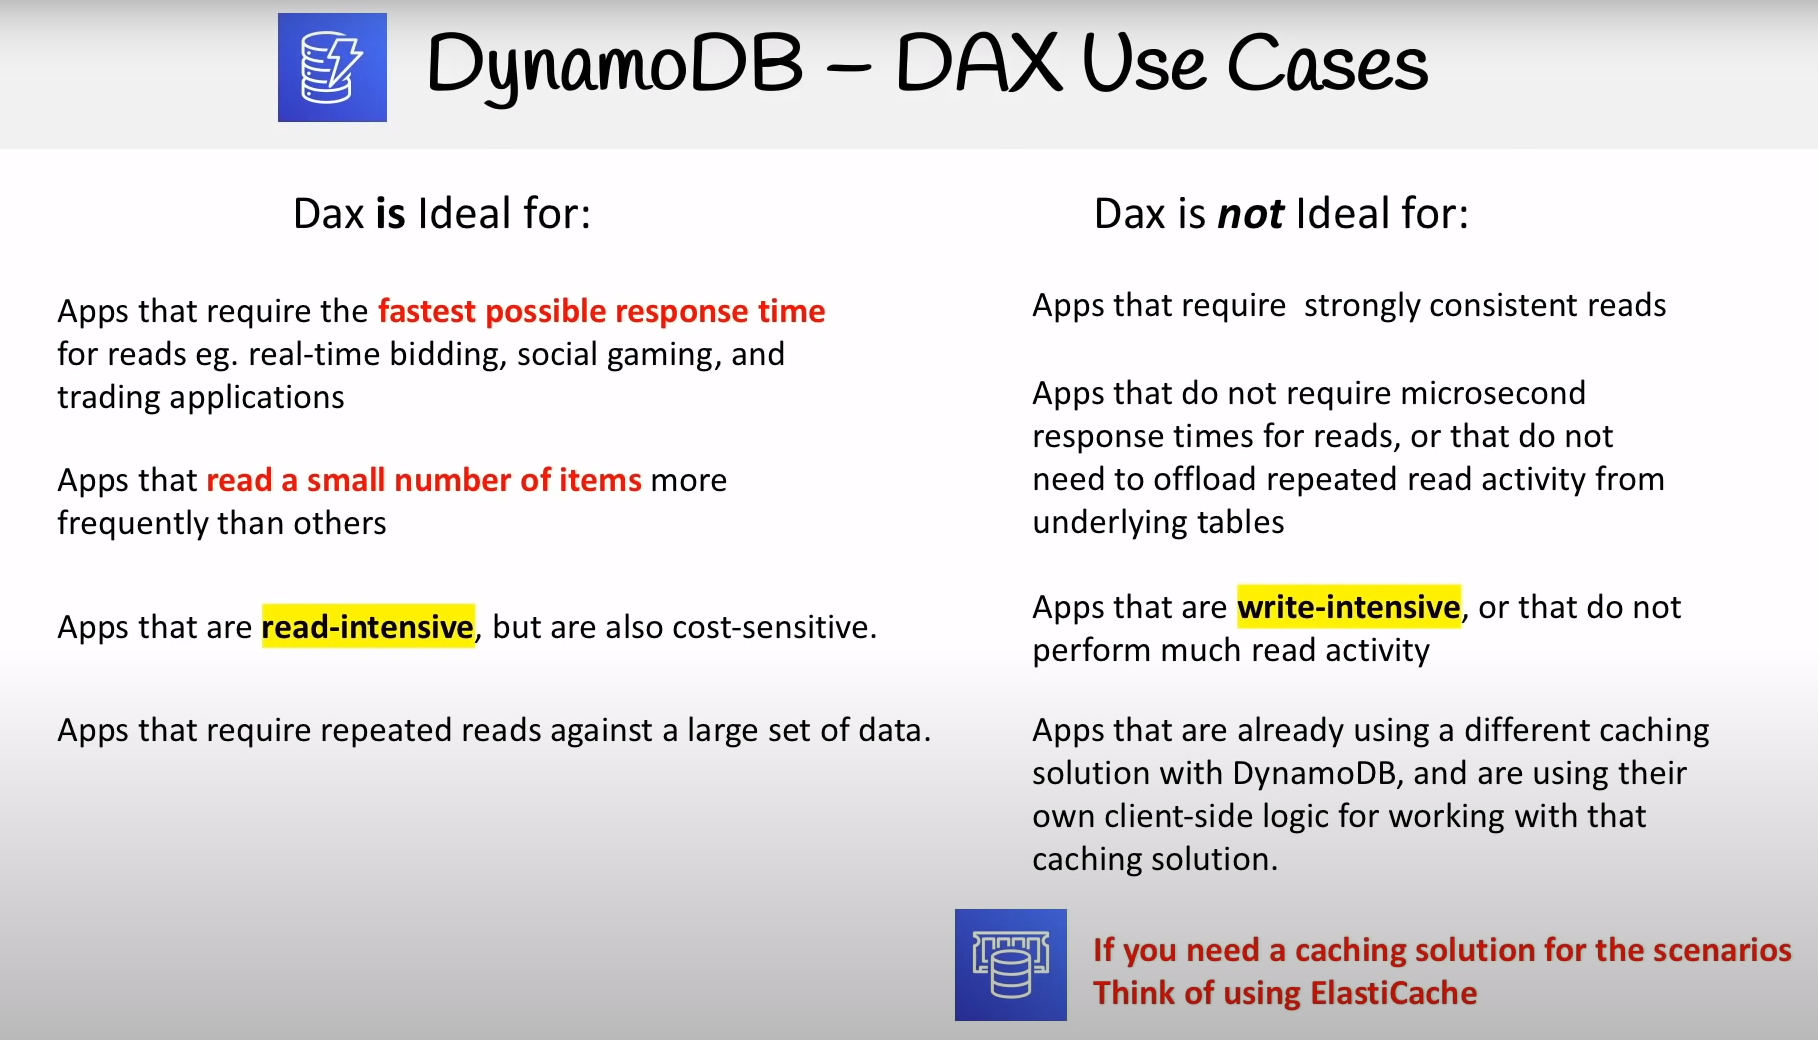 DynamoDB – DAX Use Cases
Dax is Ideal for:
Apps that require the fastest possible response time
for reads eg. real-time bidding, social gaming, and
trading applications
Apps that read a small number of items more
frequently than others
Apps that are read-intensive, but are also cost-sensitive.
Apps that require repeated reads against a large set of data.
Dax is not Ideal for:
Apps that require  strongly consistent reads
Apps that do not require microsecond
response times for reads, or that do not
need to offload repeated read activity from
underlying tables
Apps that are write-intensive, or that do not
perform much read activity
Apps that are already using a different caching
solution with DynamoDB, and are using their
own client-side logic for working with that
caching solution.
If you need a caching solution for the scenarios
Think of using ElastiCache